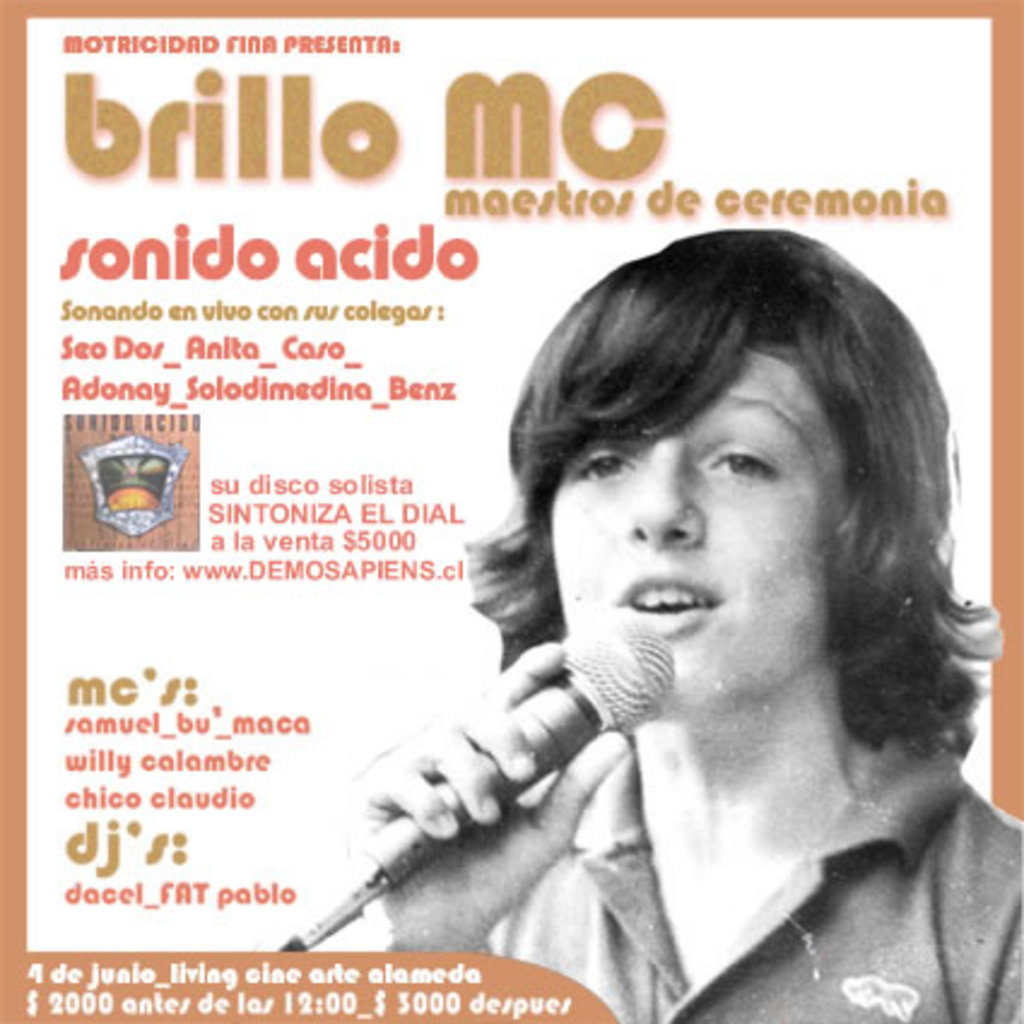 MOTRICIDAD FINA PRESENTA:
brillo MC
maestros de ceremonia
sonido acido
Sonando en vivo con sus colegas :
Seo Dos_ Anita_ Caso_
Adonay_Solodimedina_Benz
SONIDO ACIDO
su disco solista
SINTONIZA EL DIAL
a la venta $5000
más info: www.DEMOSAPIENS.cl
mc's:
samuel_bu'_maca
willy calambre
chico claudio
dj's:
dacel_FAT pablo
4 de junio_living cine arte alameda
$ 2000 antes de las 12:00_$ 3000 despues